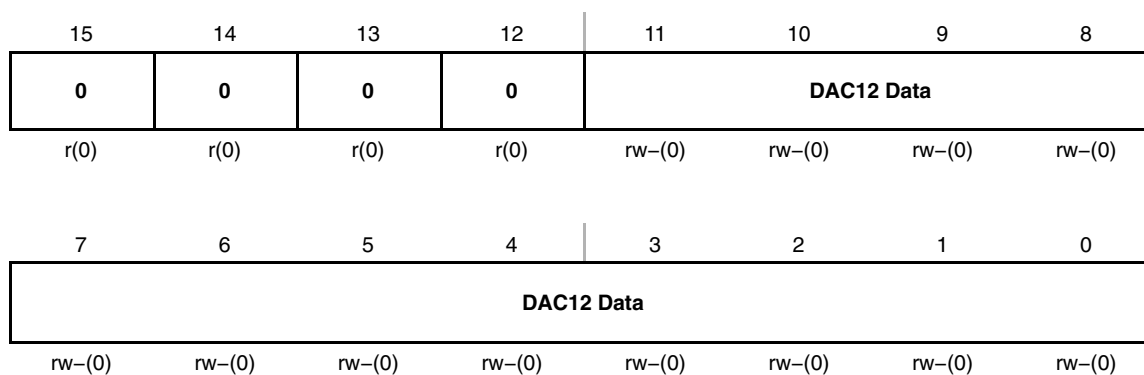 15 14 13 12 11 10 9 8
0 0 0 0 DAC12 Data
r(0) r(0) r(0) r(0) rw−(0) rw−(0) rw−(0) rw−(0)
7 6 5 4 3 2 1 0
DAC12 Data
rw−(0) rw−(0) rw−(0) rw−(0) rw−(0) rw−(0) rw−(0) rw−(0)